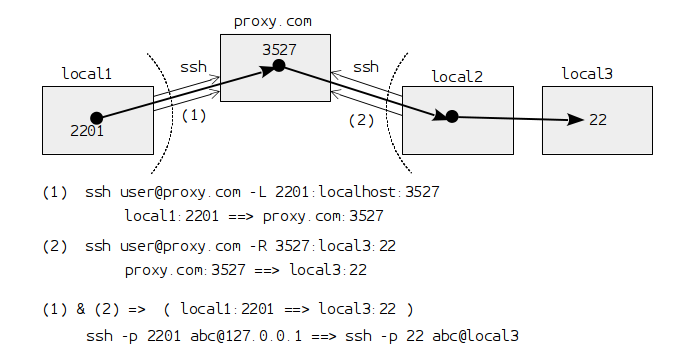 proxy.com
3527
local1
ssh
ssh
local2
local3
2201
(1)
(2)
22
(1) ssh user@proxy.com -L 2201:localhost:3527
local1:2201 ==> proxy.com:3527
(2) ssh user@proxy.com -R 3527:local3:22
proxy.com:3527 ==> local3:22
(1) & (2) => ( local1:2201 ==> local3:22 )
ssh -p 2201 abc@127.0.0.1 ==> ssh -p 22 abc@local3